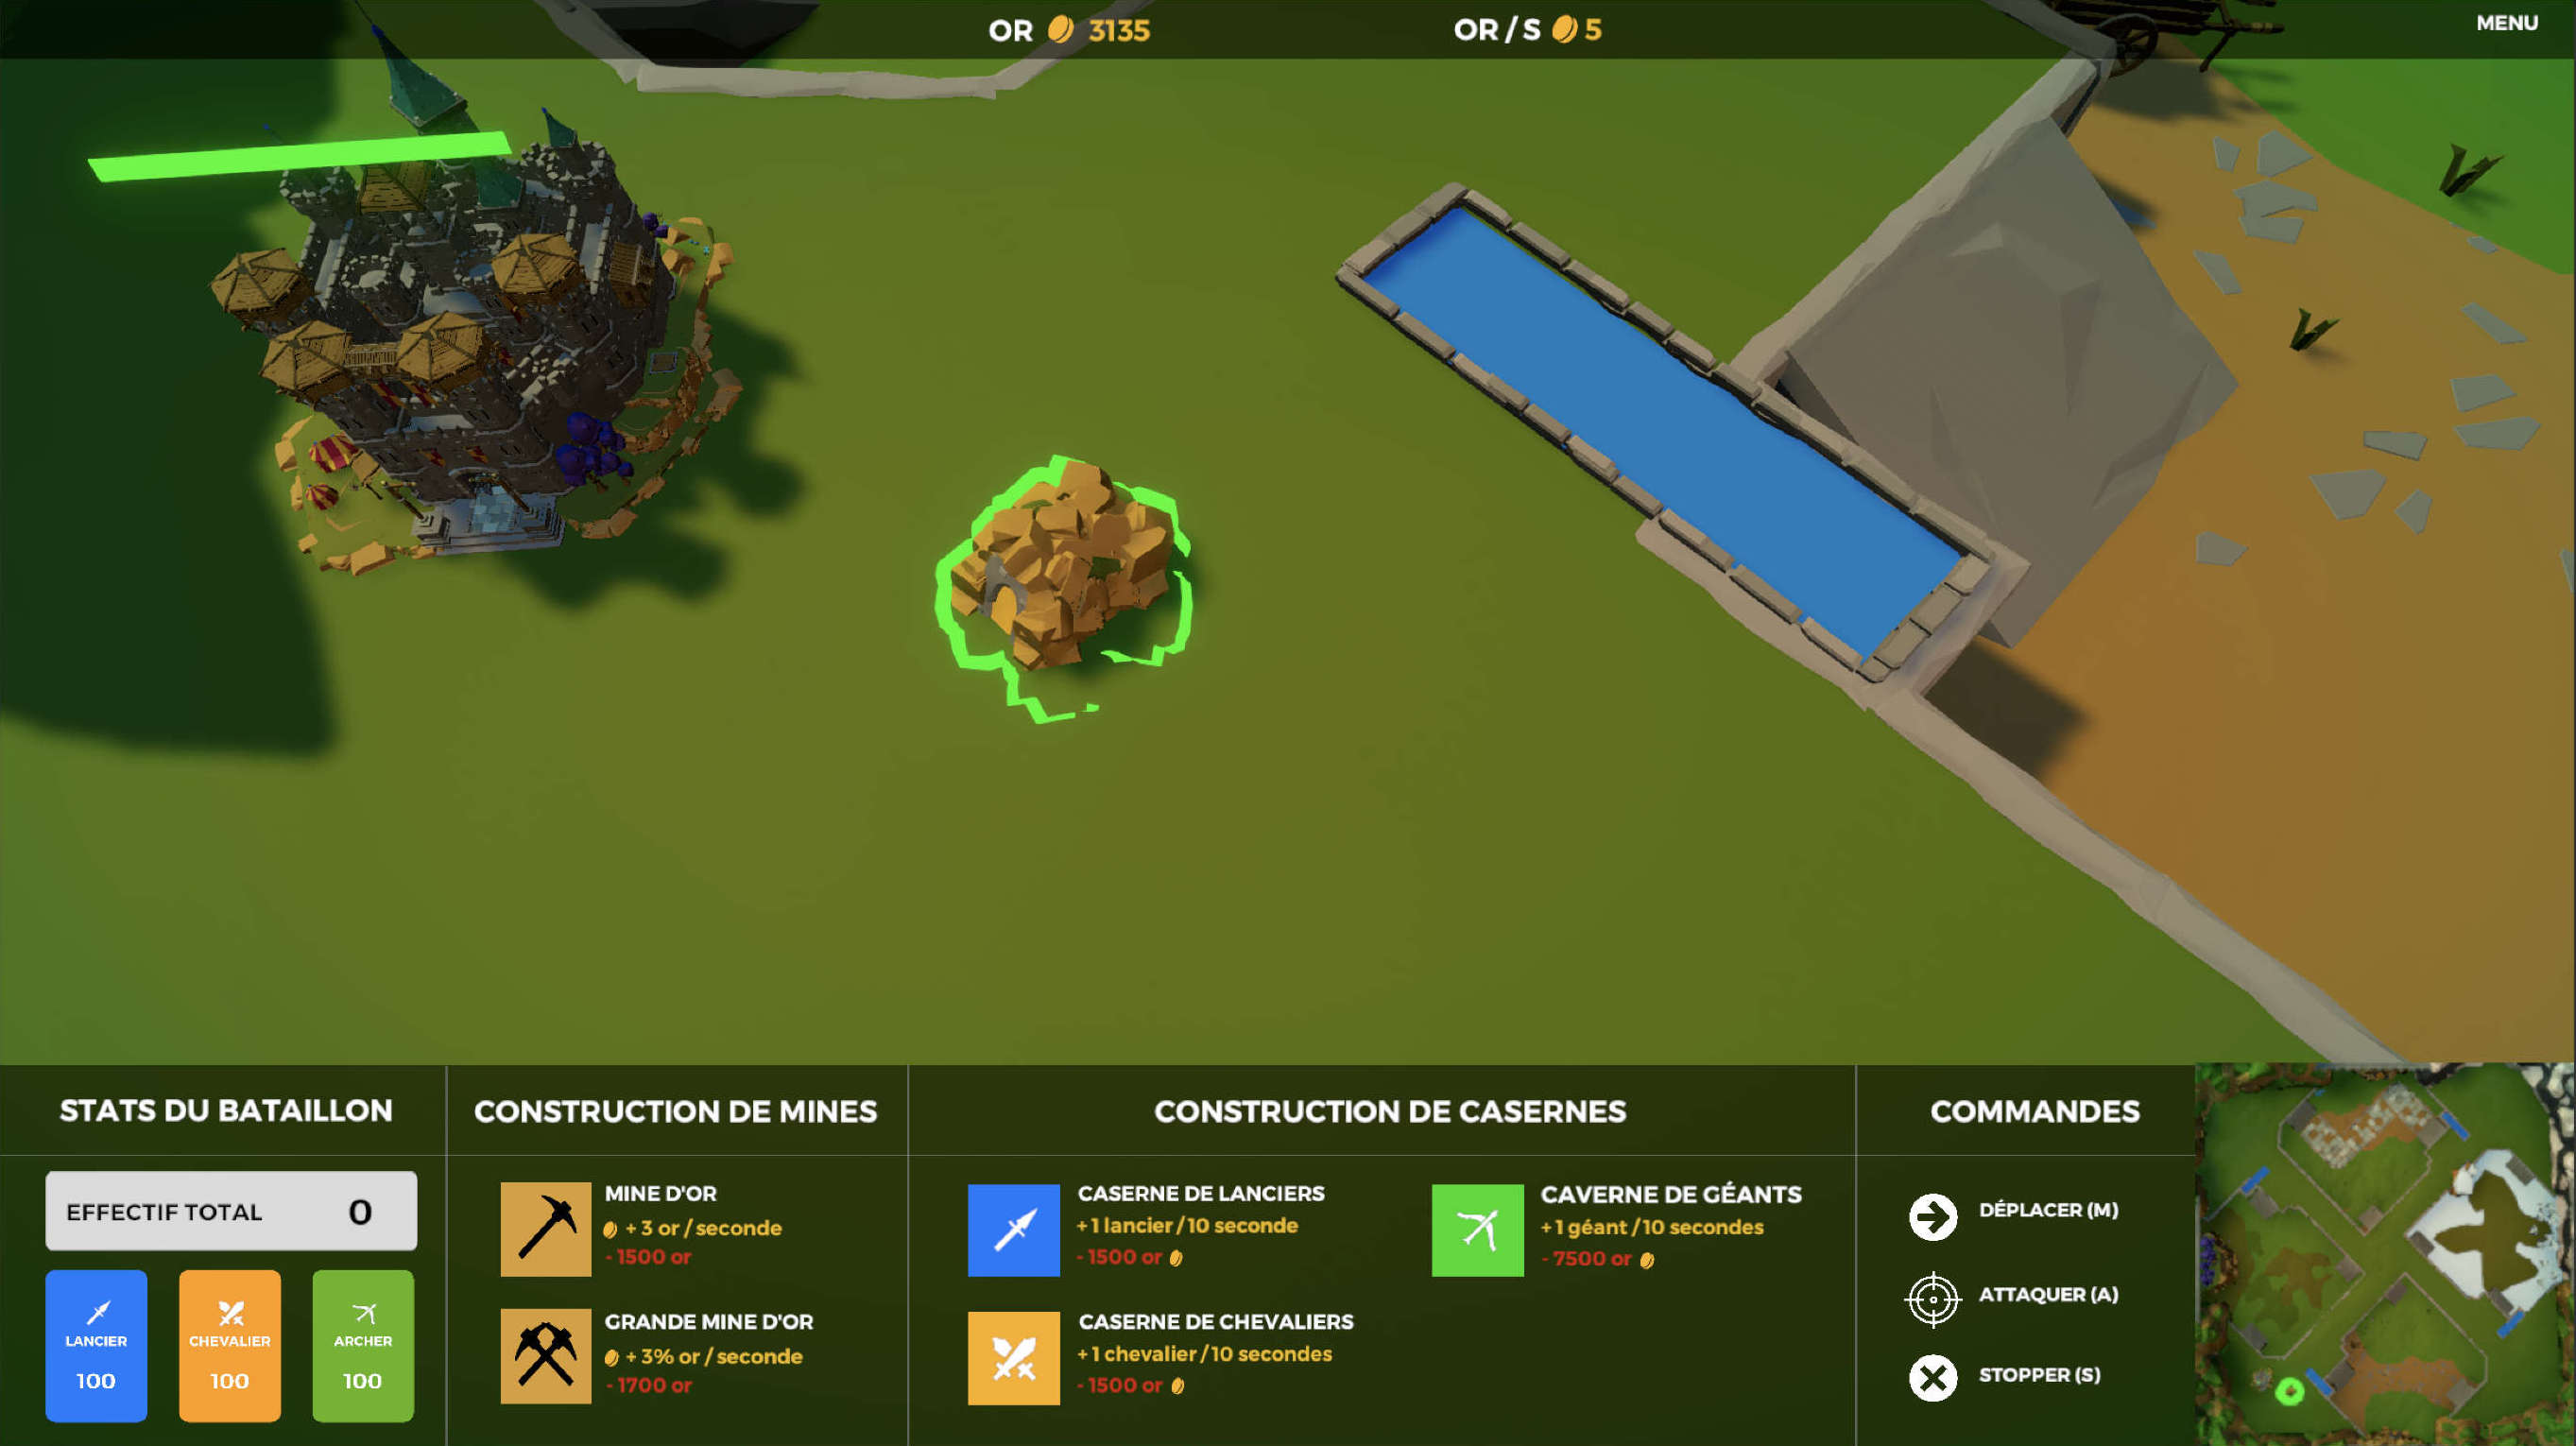 OR 3135
OR / S 5
MENU
STATS DU BATAILLON
EFFECTIF TOTAL 0
LANCIER
100
CHEVALIER
100
ARCHER
100
CONSTRUCTION DE MINES
MINE D'OR
+ 3 or / seconde
- 1500 or
GRANDE MINE D'OR
+ 3% or / seconde
- 1700 or
CONSTRUCTION DE CASERNES
CASERNE DE LANCIERS
+ 1 lancier / 10 seconde
- 1500 or
CASERNE DE CHEVALIERS
+ 1 chevalier / 10 secondes
- 1500 or
CAVERNE DE GÉANTS
+ 1 géant / 10 secondes
- 7500 or
COMMANDES
DÉPLACER (M)
ATTAQUER (A)
STOPPER (S)